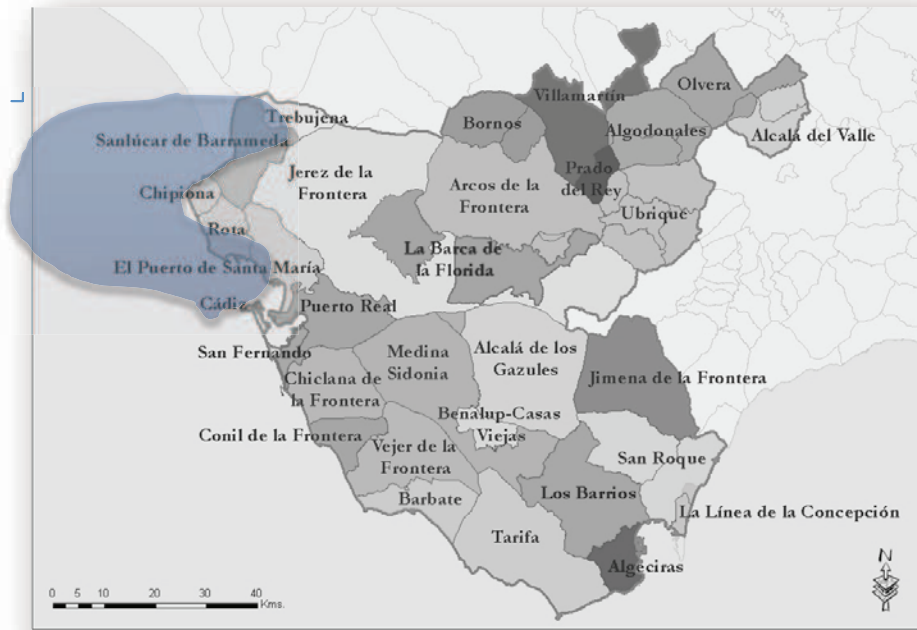 Olvera
Villamartín
Trebujena
Bornos
Algodonales
Alcalá del Valle
Sanlúcar de Barrameda
Jerez de la
Frontera
Prado
del Rey
Arcos de la
Frontera
Chipiona
Ubrique
Rota
La Barca de
la Florida
El Puerto de Santa María
Cádiz
Puerto Real
San Fernando
Medina
Sidonia
Alcalá de los
Gazules
Jimena de la Frontera
Chiclana de
la Frontera
Benalup-Casas
Viejas
Conil de la Frontera
Vejer de la
Frontera
San Roque
Barbate
Los Barrios
La Línea de la Concepción
Tarifa
Algeciras
N
0 5 10 20 30 40
Kms.